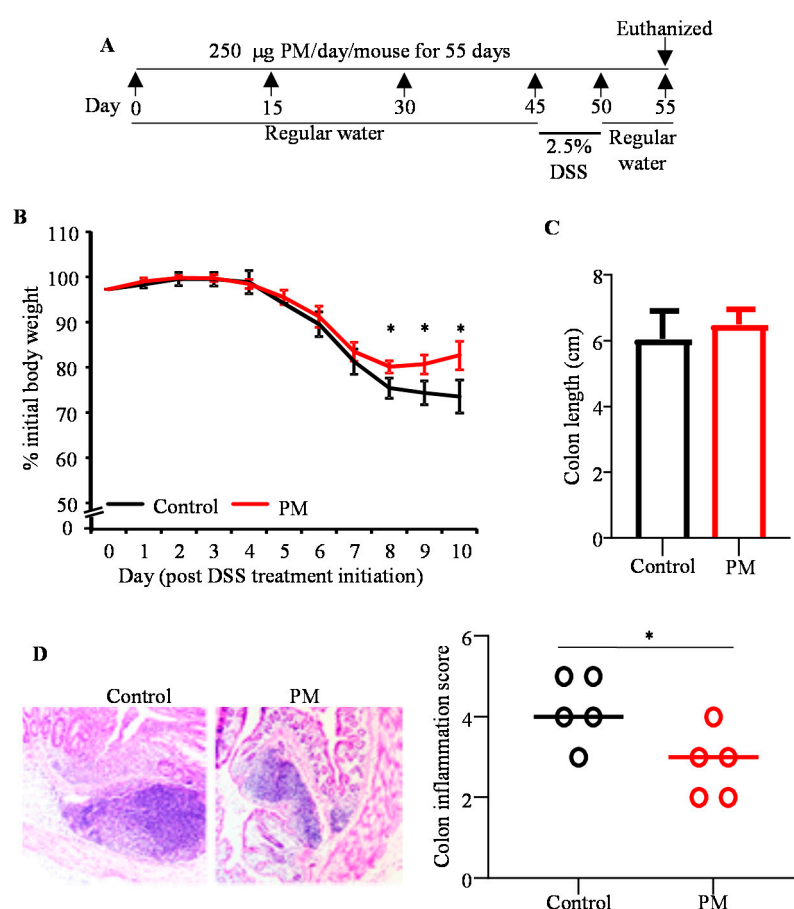 A
250 μg PM/day/mouse for 55 days
Euthanized
Day 0 15 30 45 50 55
Regular water
2.5%
DSS
Regular
water
B
% initial body weight
110
100
90
80
70
60
50
0
* * *
Control PM
0 1 2 3 4 5 6 7 8 9 10
Day (post DSS treatment initiation)
C
Colon length (cm)
8
6
4
2
0
Control PM
D
Control PM
Colon inflammation score
6
4
2
0
*
Control PM